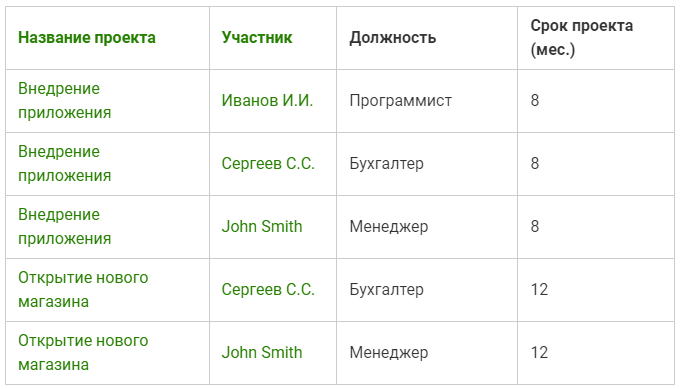 Название проекта Участник Должность Срок проекта
(мес.)
Внедрение
приложения Иванов И.И. Программист 8
Внедрение
приложения Сергеев С.С. Бухгалтер 8
Внедрение
приложения John Smith Менеджер 8
Открытие нового
магазина Сергеев С.С. Бухгалтер 12
Открытие нового
магазина John Smith Менеджер 12